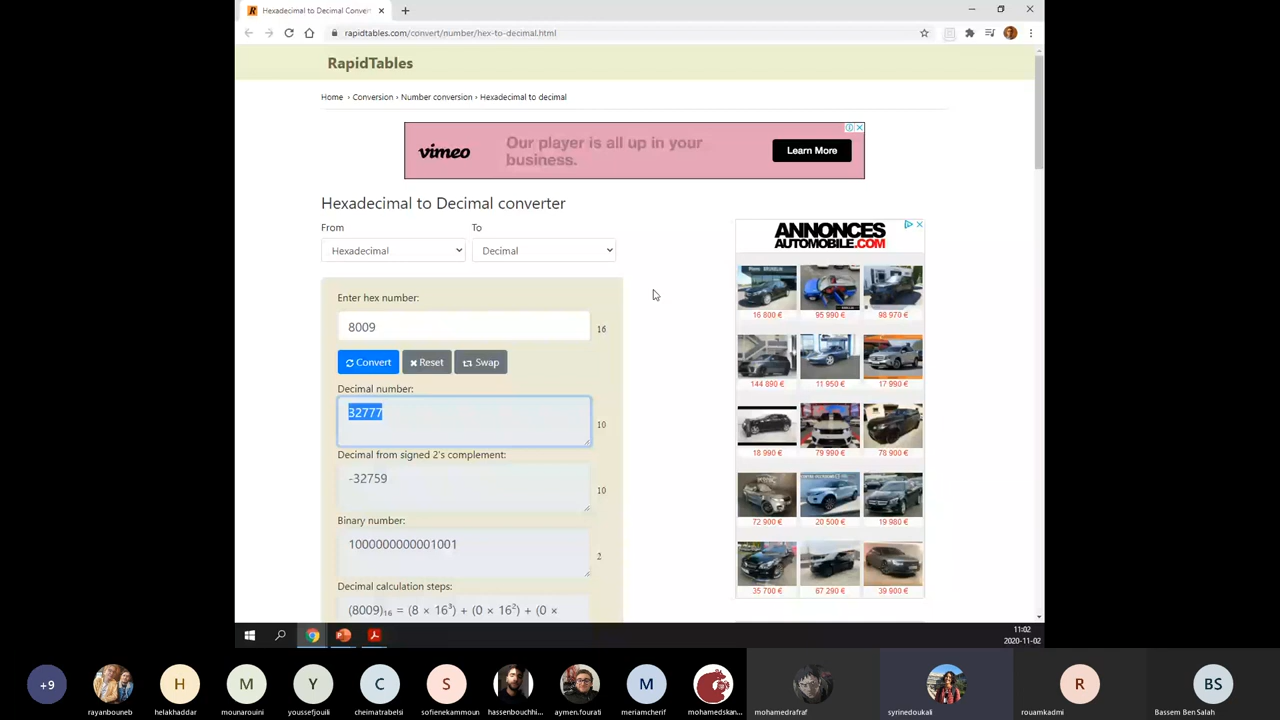 Hexadecimal to Decimal Conver
rapidtables.com/convert/number/hex-to-decimal.html
RapidTables
Home › Conversion › Number conversion › Hexadecimal to decimal
vimeo
Our player is all up in your
business.
Learn More
Hexadecimal to Decimal converter
From To
Hexadecimal Decimal
ANNONCES
AUTOMOBILE.COM
Enter hex number:
8009
16
Convert Reset Swap
Decimal number:
32777
10
Decimal from signed 2's complement:
-32759
10
Binary number:
1000000000001001
2
Decimal calculation steps:
(8009)₁₆ = (8 × 16³) + (0 × 16²) + (0 ×
16 800 € 95 990 € 98 970 €
144 890 € 11 950 € 17 990 €
18 990 € 79 990 € 78 900 €
72 900 € 20 500 € 19 980 €
35 700 € 67 290 € 39 900 €
11:02
2020-11-02
+9 H M Y C S M R BS
rayanbouneb helakhaddar mounarouini youssefjouili cheimatrabelsi sofienekammoun hassenbouchhi... aymen.fourati meriamcherif mohamedskan mohamedrafraf syrinedoukali rouamkadmi Bassem Ben Salah